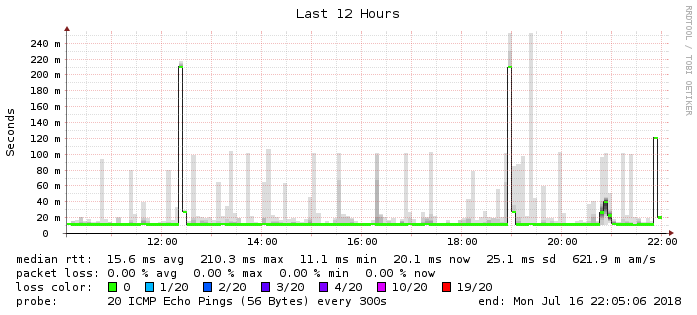 Last 12 Hours
RRDTOOL / TOBI OETIKER
Seconds
240 m
220 m
200 m
180 m
160 m
140 m
120 m
100 m
80 m
60 m
40 m
20 m
0
12:00 14:00 16:00 18:00 20:00 22:00
median rtt: 15.6 ms avg 210.3 ms max 11.1 ms min 20.1 ms now 25.1 ms sd 621.9 m am/s
packet loss: 0.00 % avg 0.00 % max 0.00 % min 0.00 % now
loss color: 0 1/20 2/20 3/20 4/20 10/20 19/20
probe: 20 ICMP Echo Pings (56 Bytes) every 300s end: Mon Jul 16 22:05:06 2018